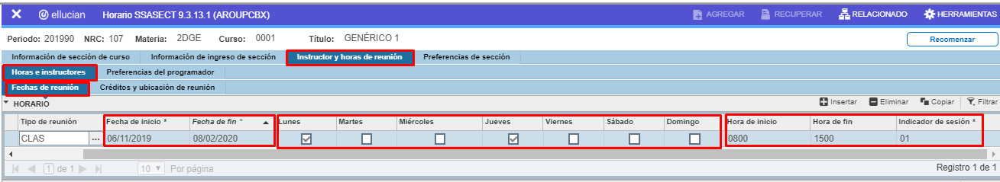 ✕ ellucian Horario SSASECT 9.3.13.1 (AROUPCBX) AGREGAR RECUPERAR RELACIONADO HERRAMIENTAS
Periodo: 201990 NRC: 107 Materia: 2DGE Curso: 0001 Título: GENÉRICO 1 Recomenzar
Información de sección de curso Información de ingreso de sección Instructor y horas de reunión Preferencias de sección
Horas e instructores Preferencias del programador
Fechas de reunión Créditos y ubicación de reunión
HORARIO Insertar Eliminar Copiar Filtrar
Tipo de reunión Fecha de inicio * Fecha de fin * Lunes Martes Miércoles Jueves Viernes Sábado Domingo Hora de inicio Hora de fin Indicador de sesión *
CLAS ... 06/11/2019 08/02/2020 0800 1500 01
1 de 1 10 Por página Registro 1 de 1